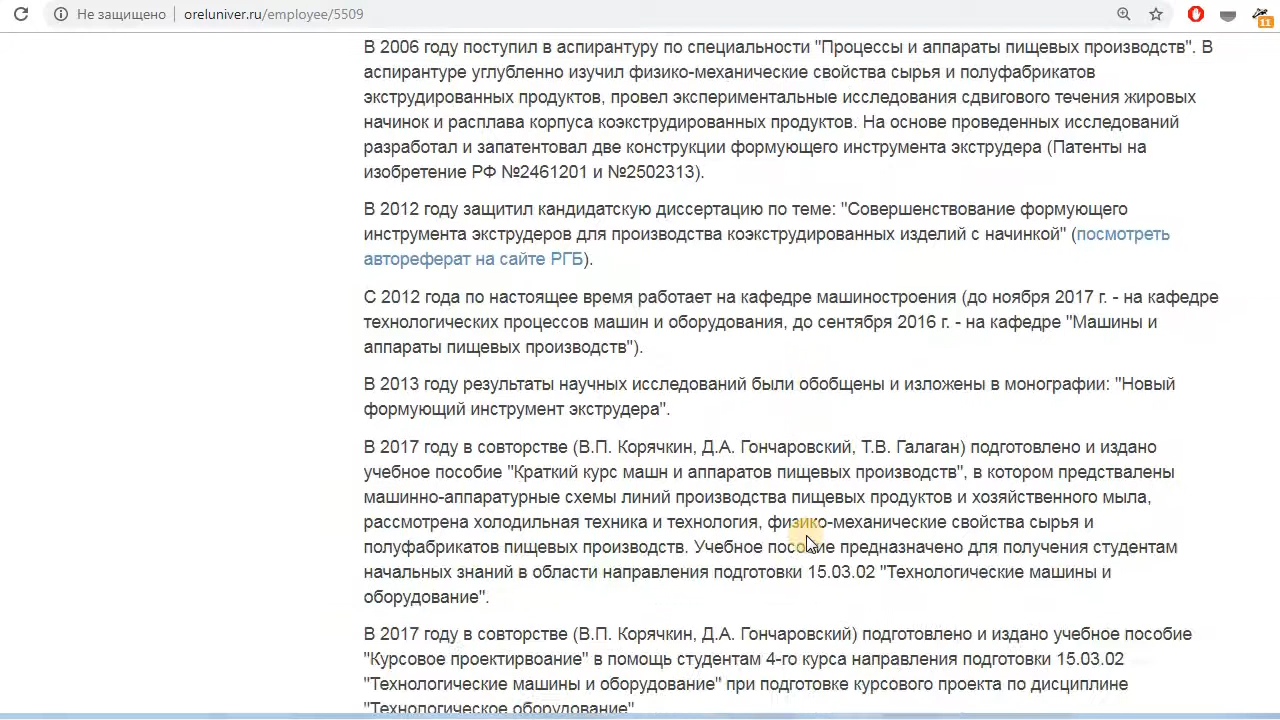 Не защищено
oreluniver.ru/employee/5509
11
В 2006 году поступил в аспирантуру по специальности "Процессы и аппараты пищевых производств". В
аспирантуре углубленно изучил физико-механические свойства сырья и полуфабрикатов
экструдированных продуктов, провел экспериментальные исследования сдвигового течения жировых
начинок и расплава корпуса коэкструдированных продуктов. На основе проведенных исследований
разработал и запатентовал две конструкции формующего инструмента экструдера (Патенты на
изобретение РФ №2461201 и №2502313).
В 2012 году защитил кандидатскую диссертацию по теме: "Совершенствование формующего
инструмента экструдеров для производства коэкструдированных изделий с начинкой" (посмотреть
автореферат на сайте РГБ).
С 2012 года по настоящее время работает на кафедре машиностроения (до ноября 2017 г. - на кафедре
технологических процессов машин и оборудования, до сентября 2016 г. - на кафедре "Машины и
аппараты пищевых производств").
В 2013 году результаты научных исследований были обобщены и изложены в монографии: "Новый
формующий инструмент экструдера".
В 2017 году в совторстве (В.П. Корячкин, Д.А. Гончаровский, Т.В. Галаган) подготовлено и издано
учебное пособие "Краткий курс машн и аппаратов пищевых производств", в котором предствалены
машинно-аппаратурные схемы линий производства пищевых продуктов и хозяйственного мыла,
рассмотрена холодильная техника и технология, физико-механические свойства сырья и
полуфабрикатов пищевых производств. Учебное пособие предназначено для получения студентам
начальных знаний в области направления подготовки 15.03.02 "Технологические машины и
оборудование".
В 2017 году в совторстве (В.П. Корячкин, Д.А. Гончаровский) подготовлено и издано учебное пособие
"Курсовое проектирвоание" в помощь студентам 4-го курса направления подготовки 15.03.02
"Технологические машины и оборудование" при подготовке курсового проекта по дисциплине
"Технологическое оборудование"